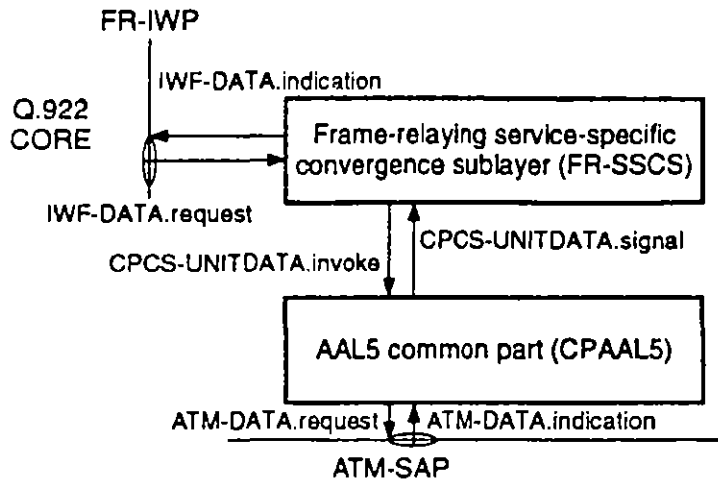 FR-IWP
IWF-DATA.indication
Q.922
CORE
Frame-relaying service-specific
convergence sublayer (FR-SSCS)
IWF-DATA.request
CPCS-UNITDATA.signal
CPCS-UNITDATA.invoke
AAL5 common part (CPAAL5)
ATM-DATA.request
ATM-DATA.indication
ATM-SAP